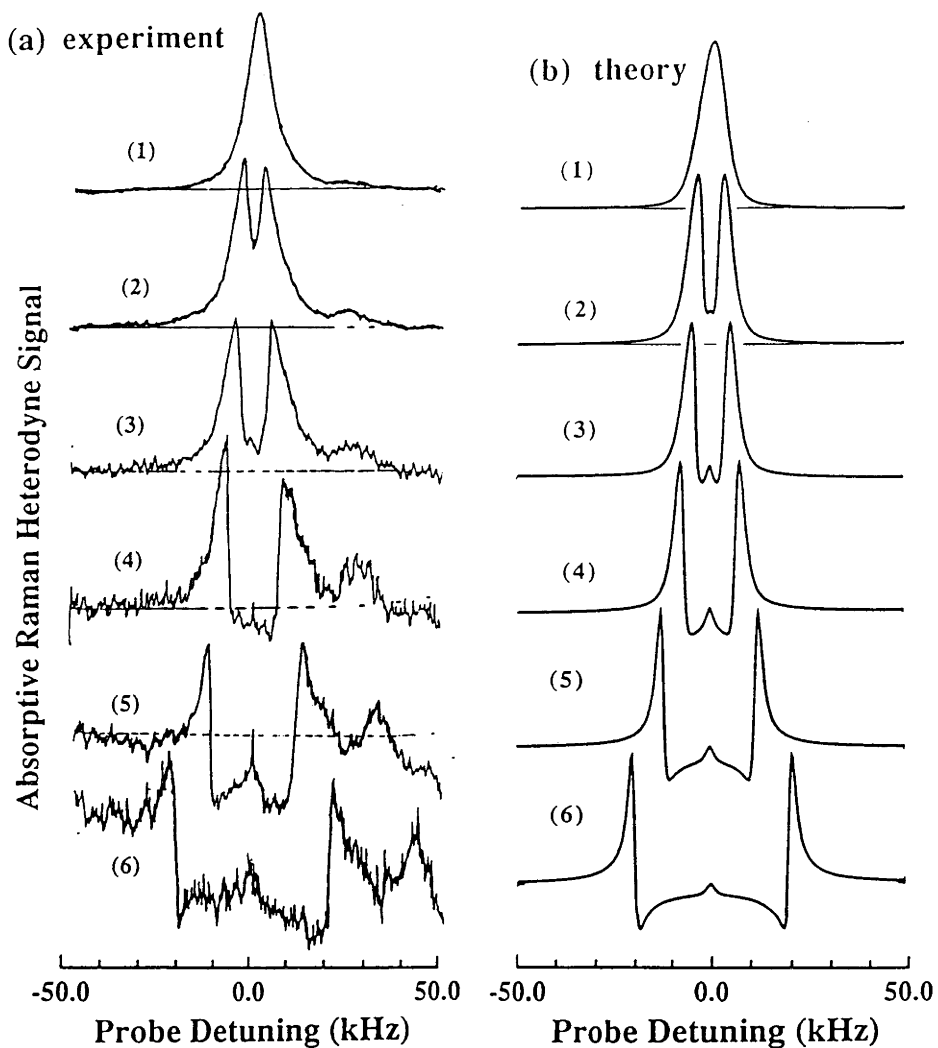 (a) experiment
(b) theory
Absorptive Raman Heterodyne Signal
(1)
(2)
(3)
(4)
(5)
(6)
(1)
(2)
(3)
(4)
(5)
(6)
-50.0 0.0 50.0
Probe Detuning (kHz)
-50.0 0.0 50.0
Probe Detuning (kHz)